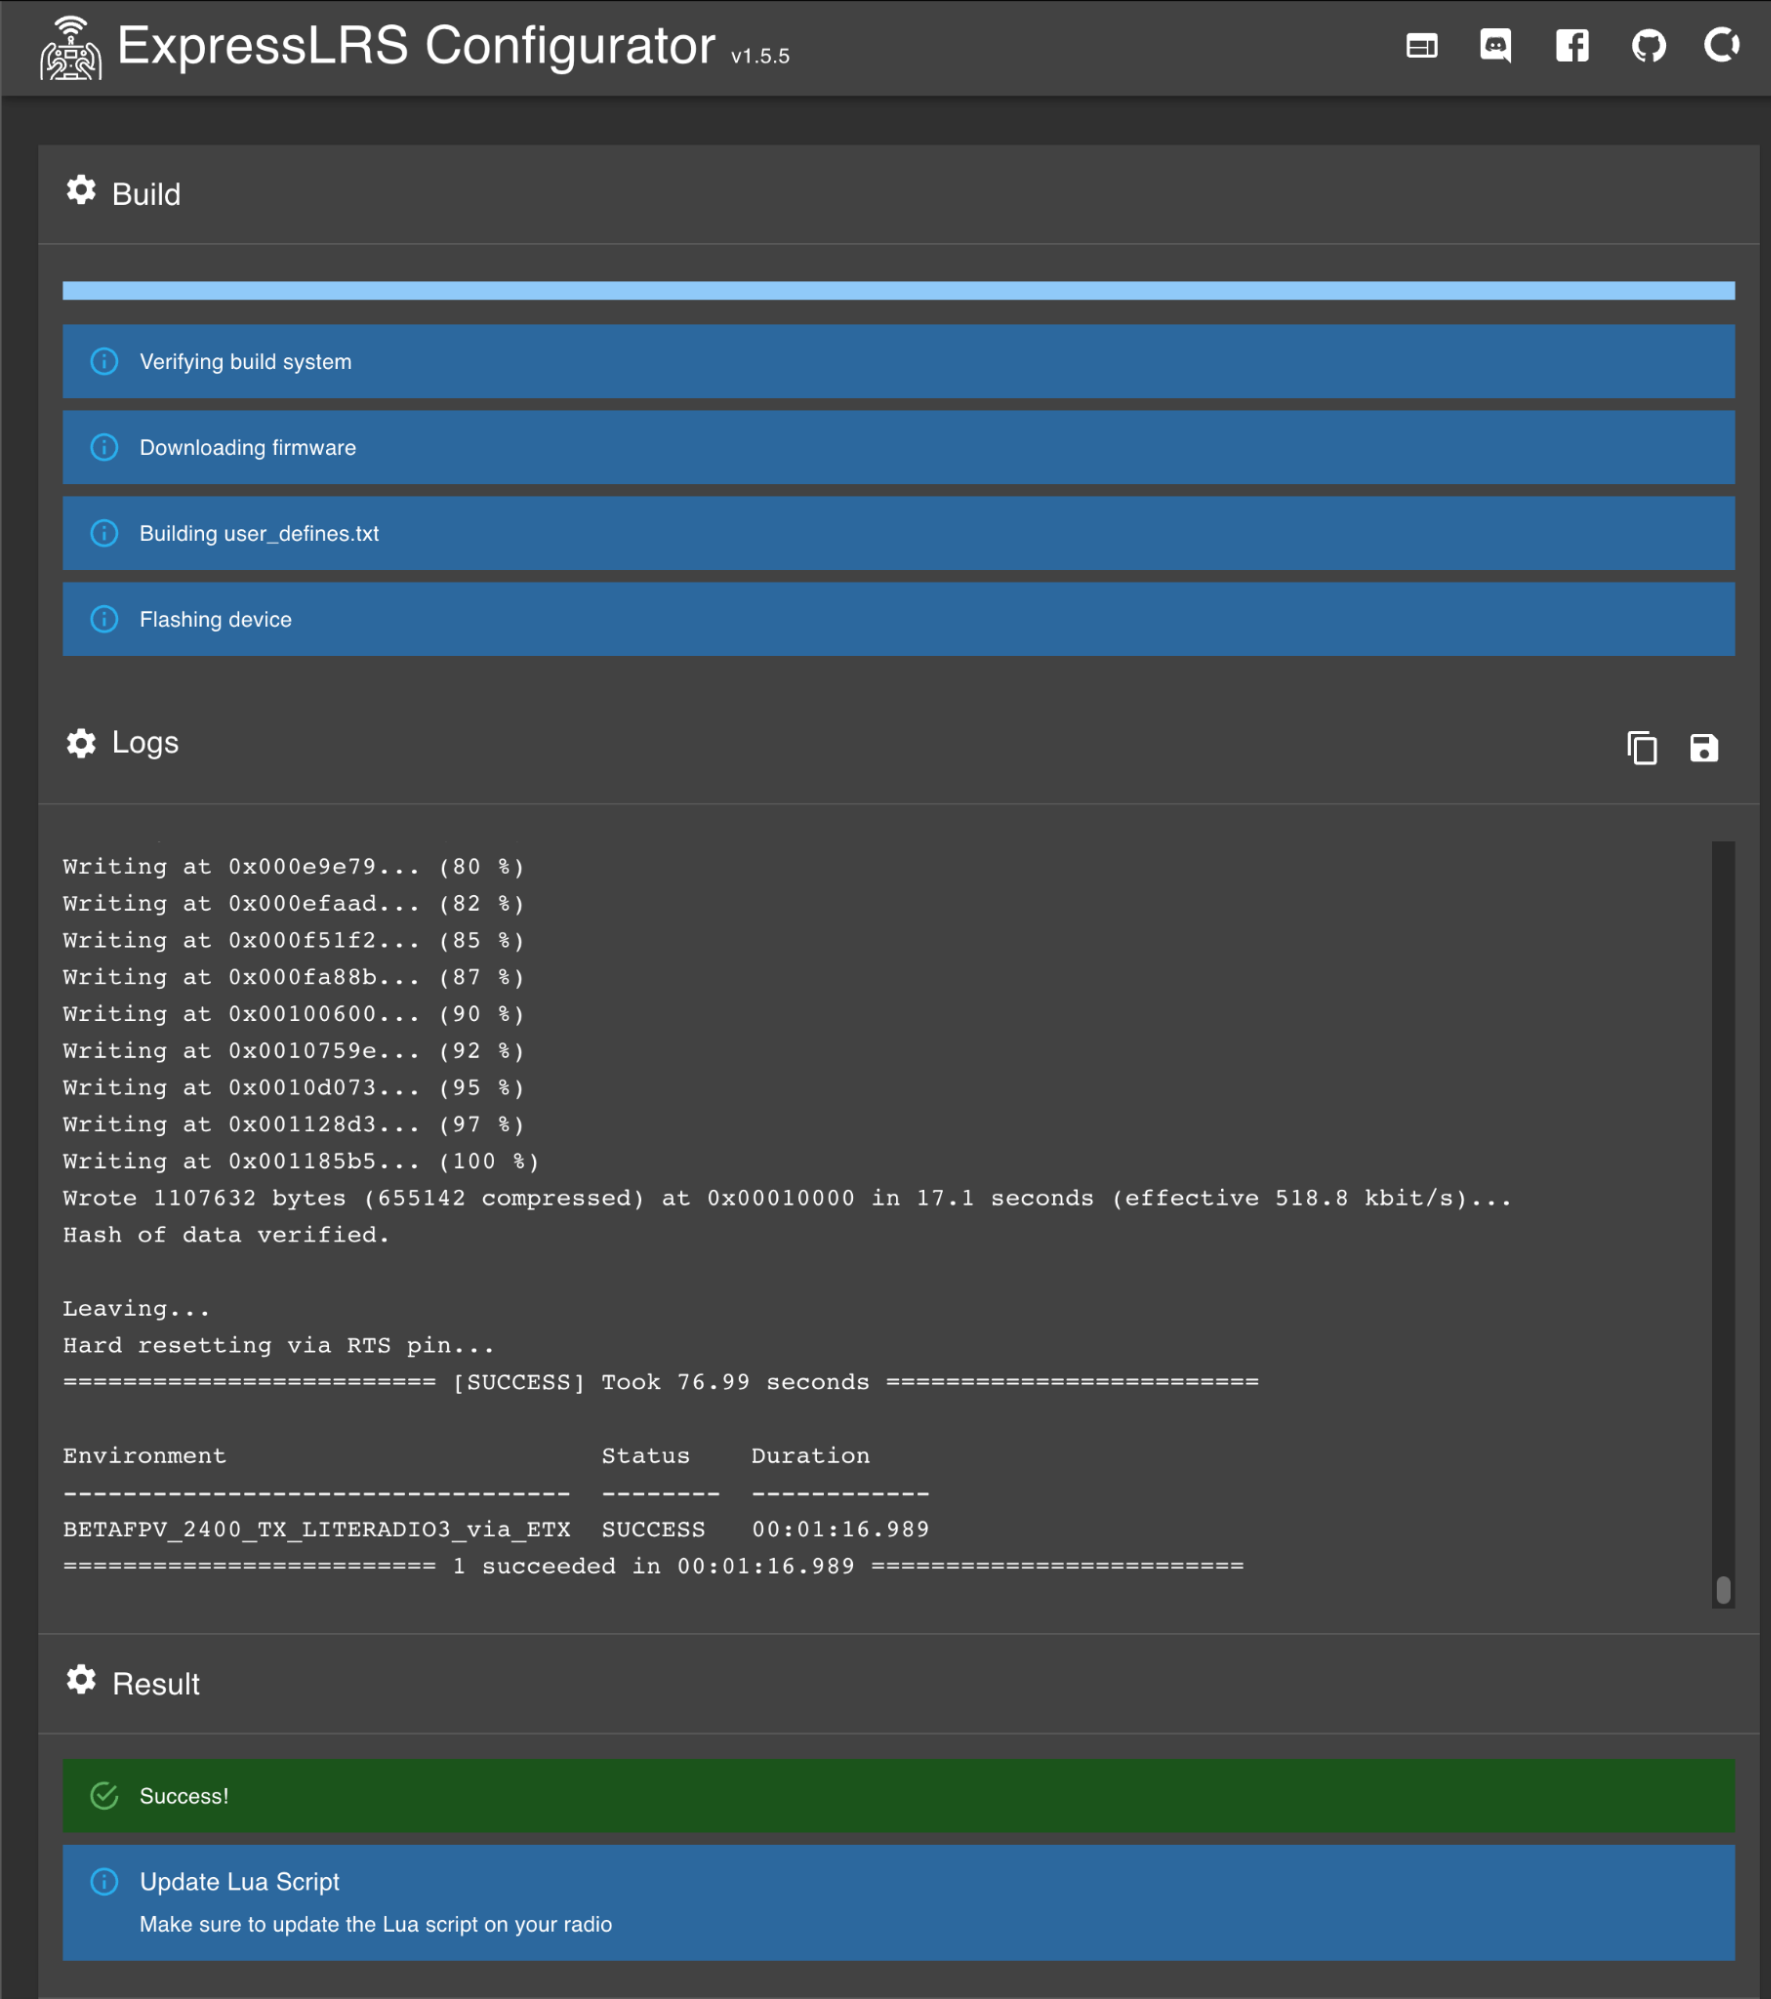 ExpressLRS Configurator v1.5.5
Build
Verifying build system
Downloading firmware
Building user_defines.txt
Flashing device
Logs
Writing at 0x000e9e79... (80 %)
Writing at 0x000efaad... (82 %)
Writing at 0x000f51f2... (85 %)
Writing at 0x000fa88b... (87 %)
Writing at 0x00100600... (90 %)
Writing at 0x0010759e... (92 %)
Writing at 0x0010d073... (95 %)
Writing at 0x001128d3... (97 %)
Writing at 0x001185b5... (100 %)
Wrote 1107632 bytes (655142 compressed) at 0x00010000 in 17.1 seconds (effective 518.8 kbit/s)...
Hash of data verified.
Leaving...
Hard resetting via RTS pin...
========================= [SUCCESS] Took 76.99 seconds =========================
Environment Status Duration
---------------------------------- -------- ------------
BETAFPV_2400_TX_LITERADIO3_via_ETX SUCCESS 00:01:16.989
========================= 1 succeeded in 00:01:16.989 =========================
Result
Success!
Update Lua Script
Make sure to update the Lua script on your radio